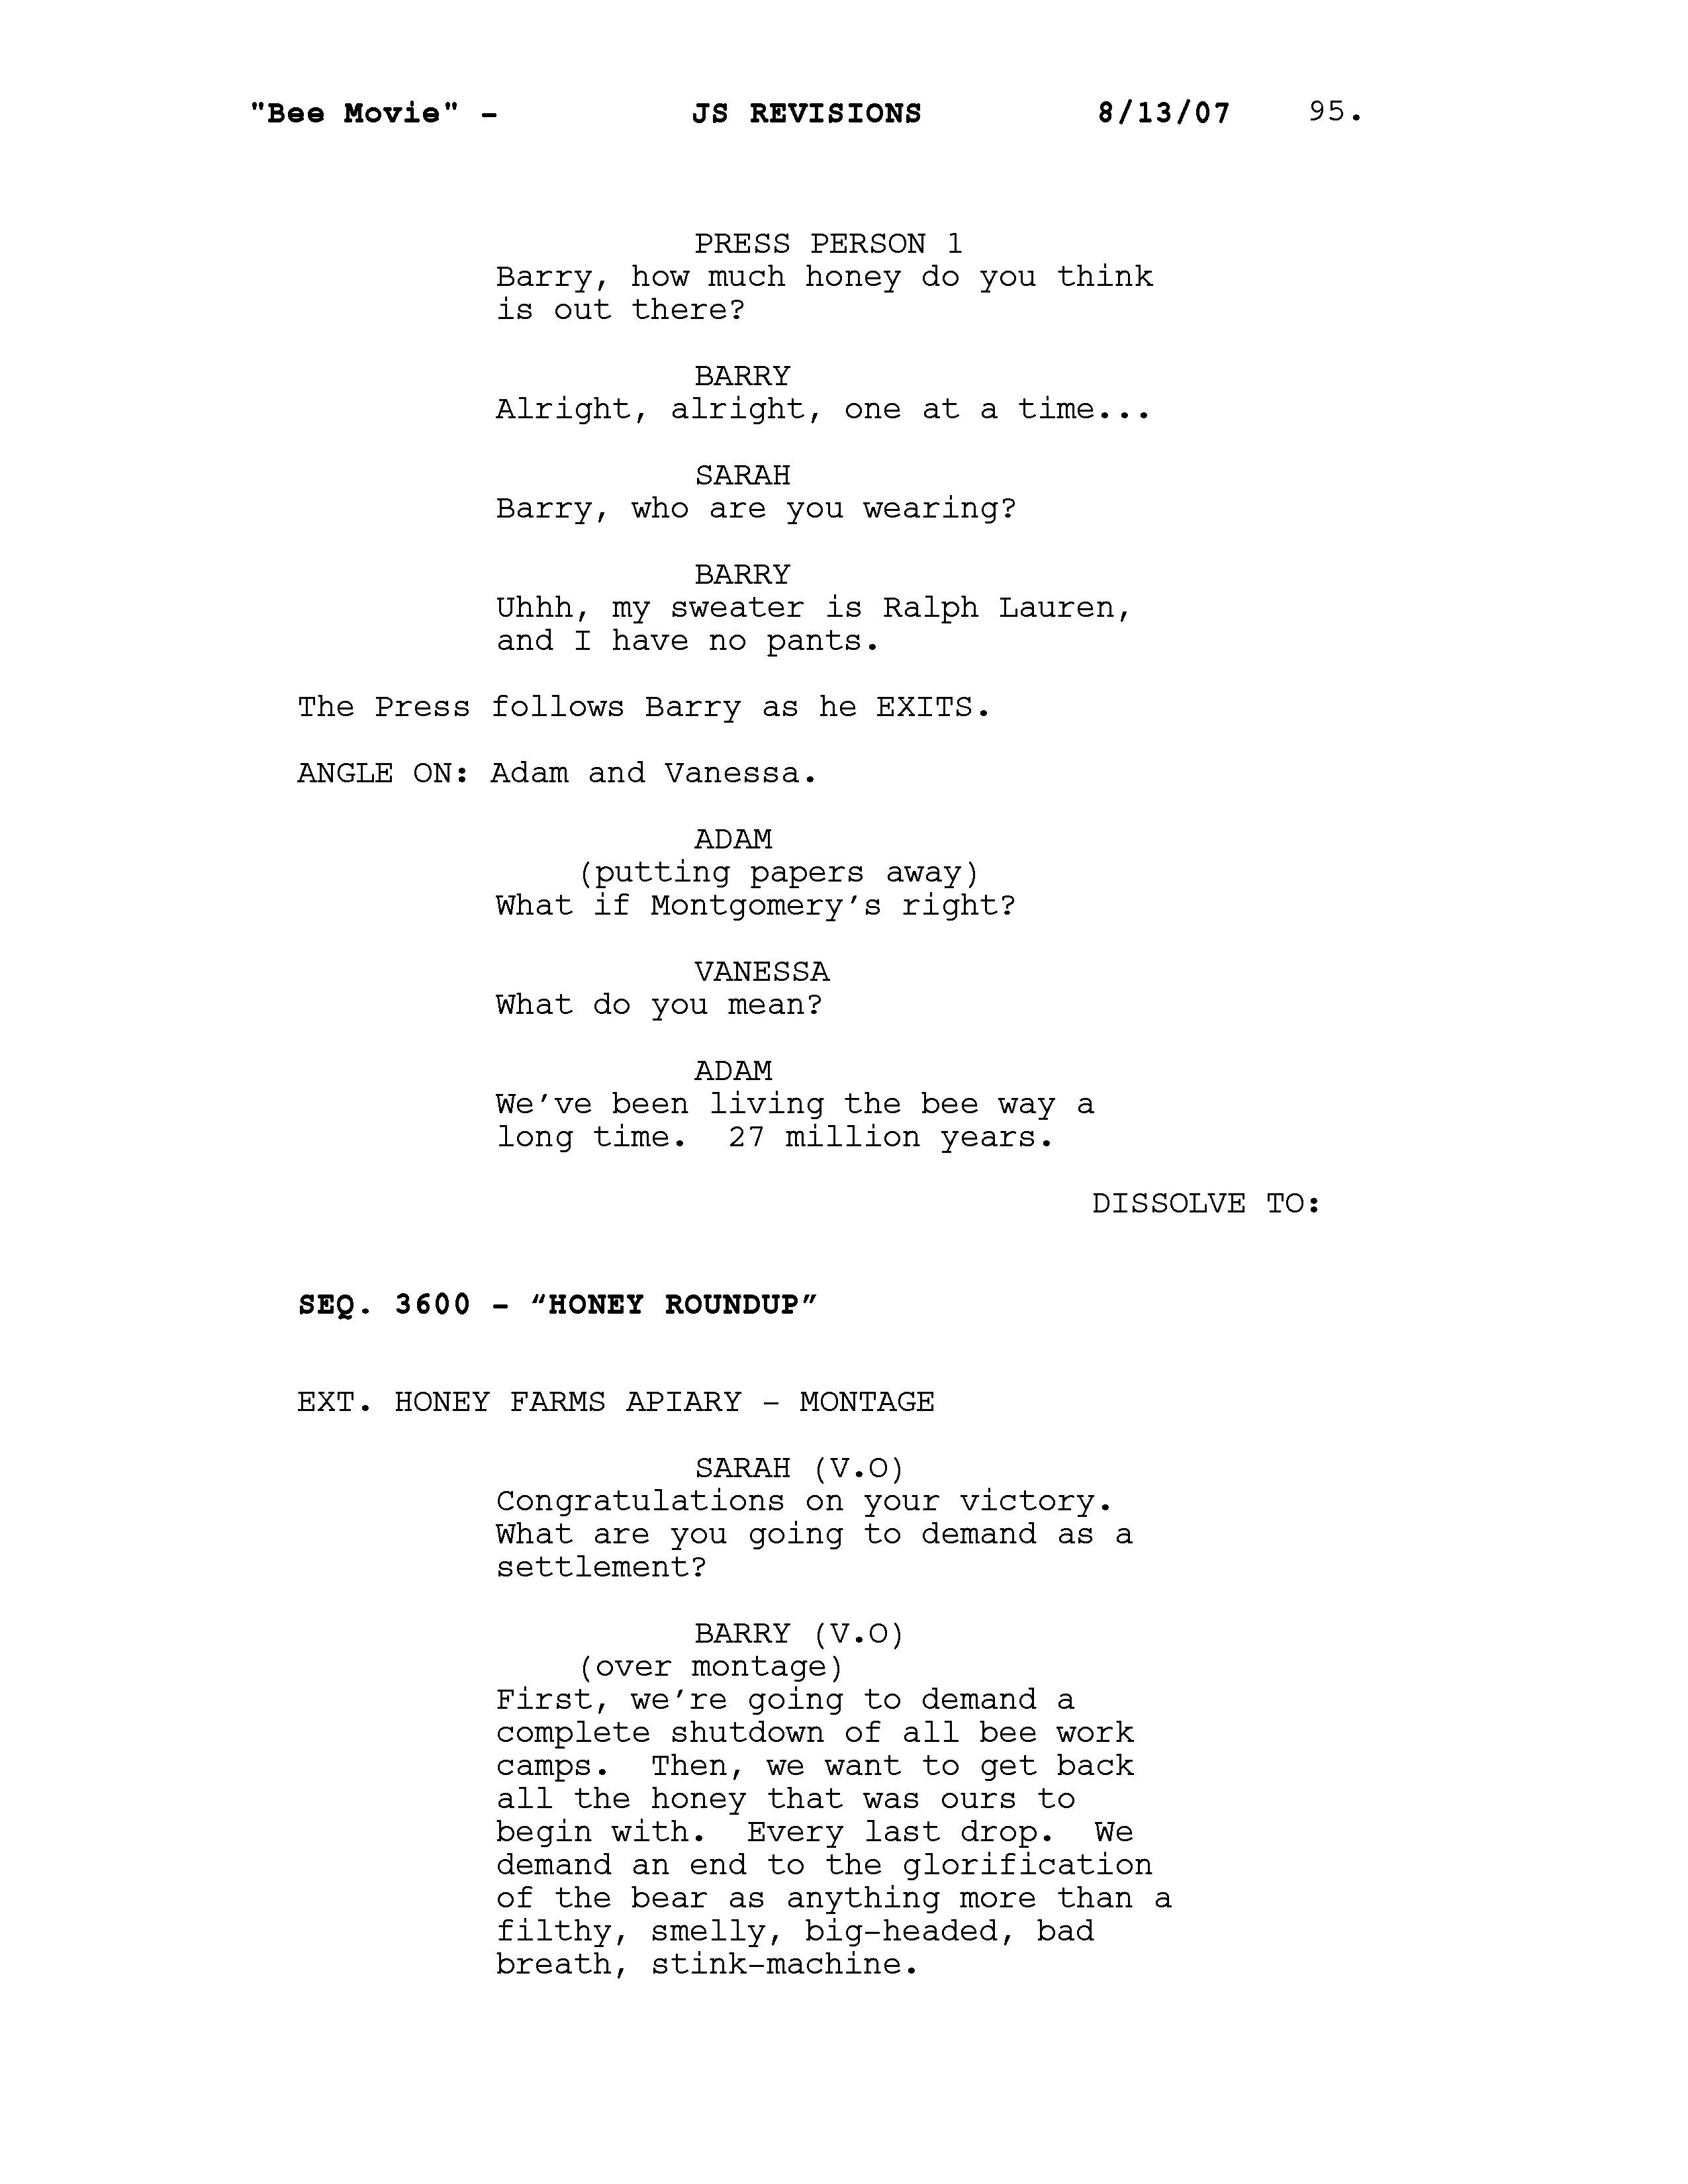 "Bee Movie" - JS REVISIONS 8/13/07 95.
PRESS PERSON 1
Barry, how much honey do you think
is out there?
BARRY
Alright, alright, one at a time...
SARAH
Barry, who are you wearing?
BARRY
Uhhh, my sweater is Ralph Lauren,
and I have no pants.
The Press follows Barry as he EXITS.
ANGLE ON: Adam and Vanessa.
ADAM
(putting papers away)
What if Montgomery’s right?
VANESSA
What do you mean?
ADAM
We’ve been living the bee way a
long time.  27 million years.
DISSOLVE TO:
SEQ. 3600 - “HONEY ROUNDUP”
EXT. HONEY FARMS APIARY - MONTAGE
SARAH (V.O)
Congratulations on your victory.
What are you going to demand as a
settlement?
BARRY (V.O)
(over montage)
First, we’re going to demand a
complete shutdown of all bee work
camps.  Then, we want to get back
all the honey that was ours to
begin with.  Every last drop.  We
demand an end to the glorification
of the bear as anything more than a
filthy, smelly, big-headed, bad
breath, stink-machine.